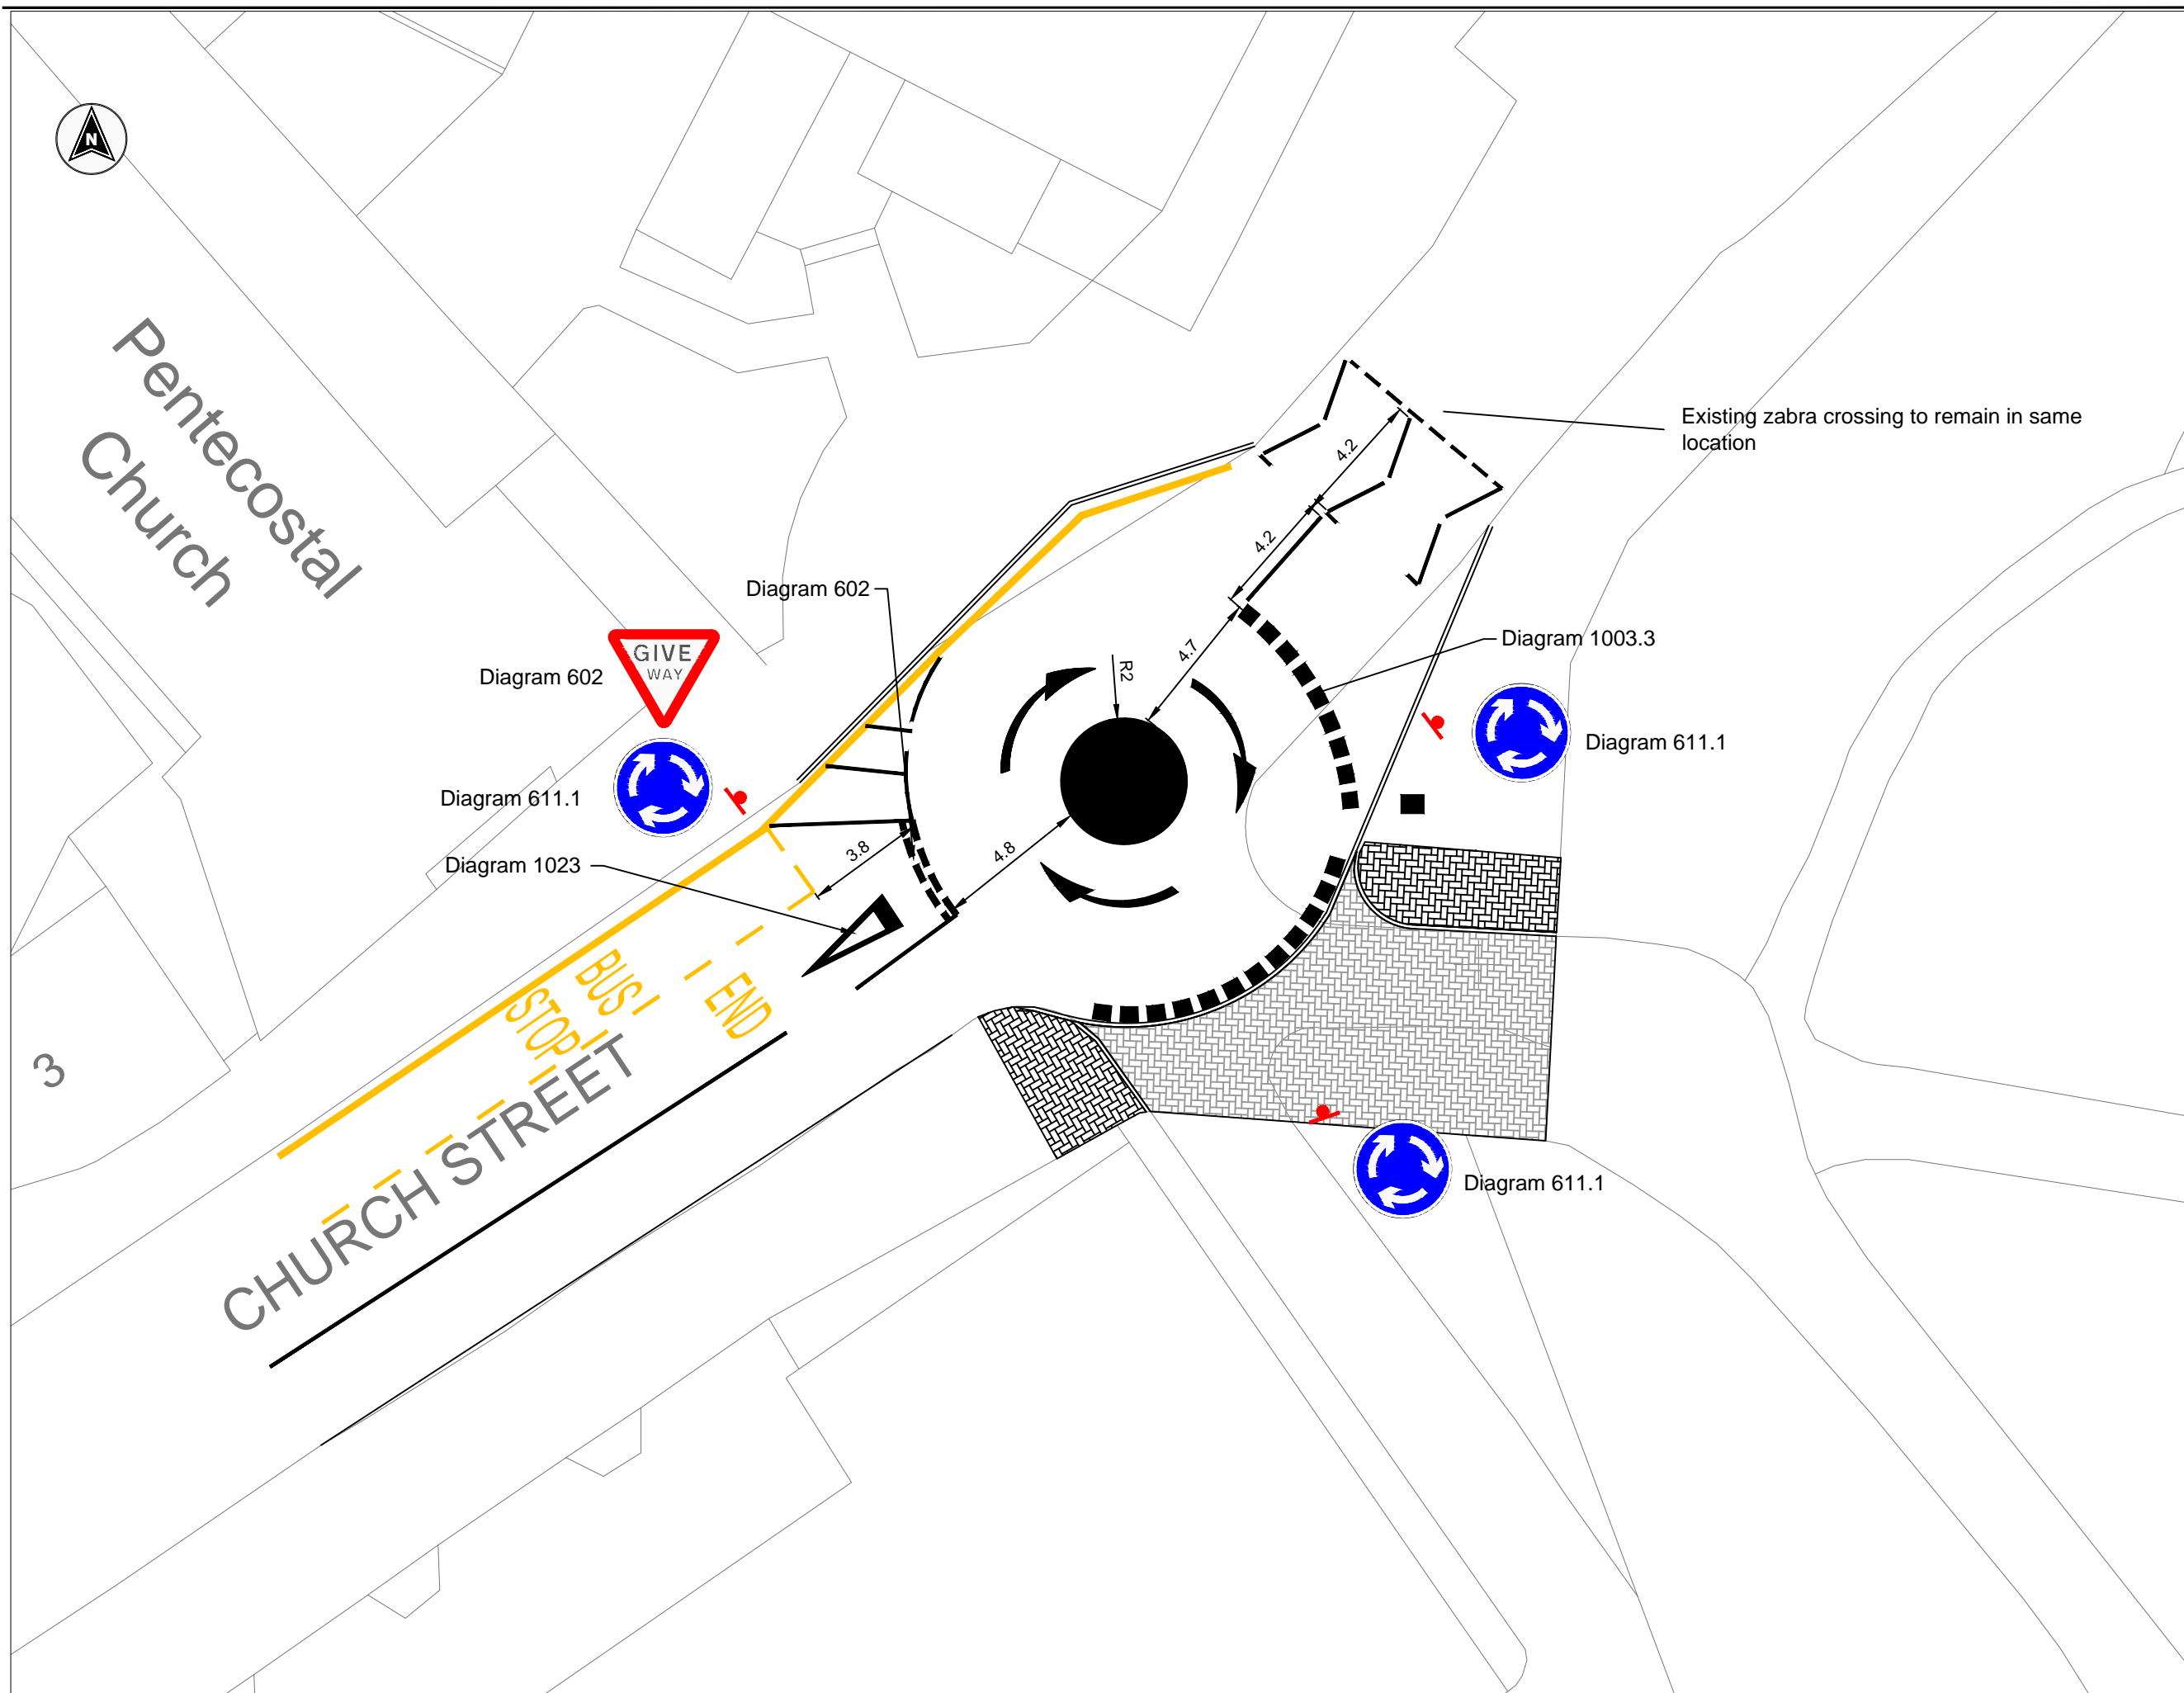 N
Pentecostal
Church
Existing zabra crossing to remain in same
location
4.2
4.2
Diagram 602
GIVE
WAY
Diagram 602
Diagram 1003.3
4.7
R2
Diagram 611.1
Diagram 611.1
3.8
4.8
Diagram 1023
BUS
STOP
END
CHURCH STREET
3
Diagram 611.1